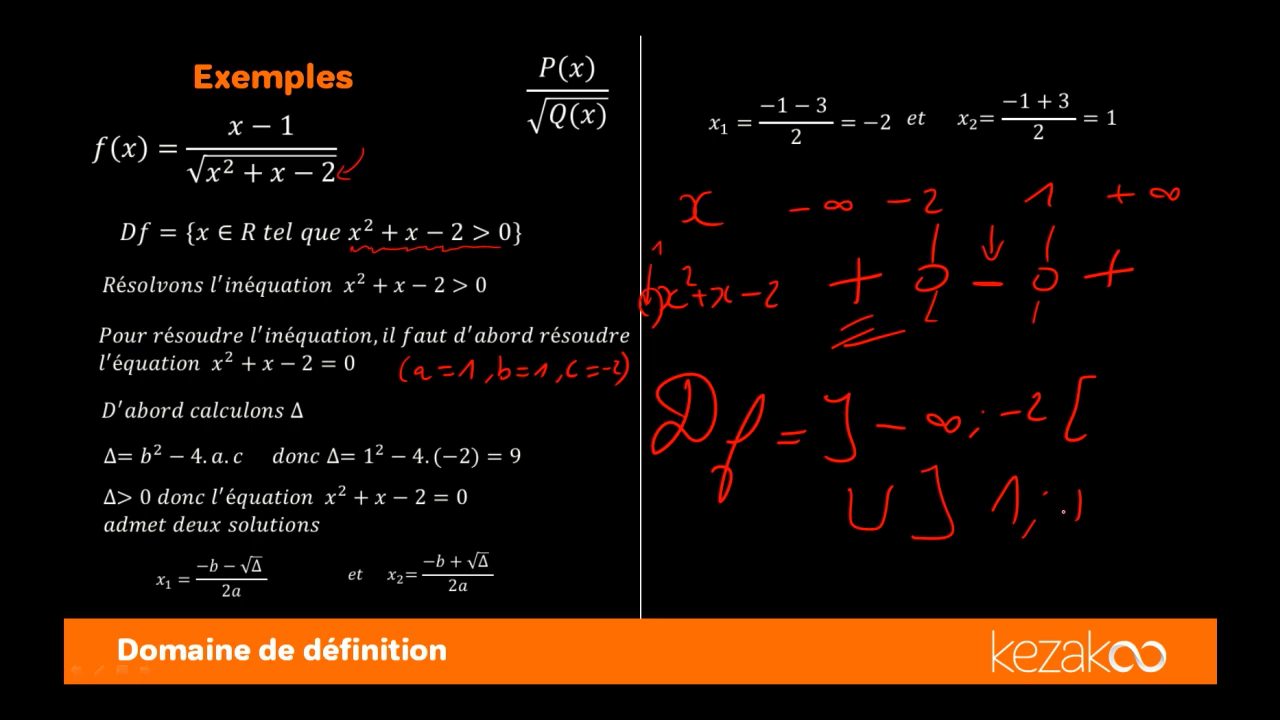 Exemples
P(x)/√Q(x)
f(x) = (x − 1)/√(x² + x − 2)
Df = {x ∈ R tel que x² + x − 2 > 0}
Résolvons l'inéquation x² + x − 2 > 0
Pour résoudre l'inéquation, il faut d'abord résoudre
l'équation x² + x − 2 = 0 (a = 1, b = 1, c = -2)
D'abord calculons Δ
Δ= b² − 4. a. c donc Δ= 1² − 4. (−2) = 9
Δ> 0 donc l'équation x² + x − 2 = 0
admet deux solutions
x₁ = (−b − √Δ)/2a et x₂= (−b + √Δ)/2a
x₁ = (−1 − 3)/2 = −2 et x₂= (−1 + 3)/2 = 1
x − ∞ − 2 1 + ∞
x² + x − 2 + 0 − 0 +
Df = ] − ∞ ; −2 [
U ] 1 ;
Domaine de définition
kezakoo